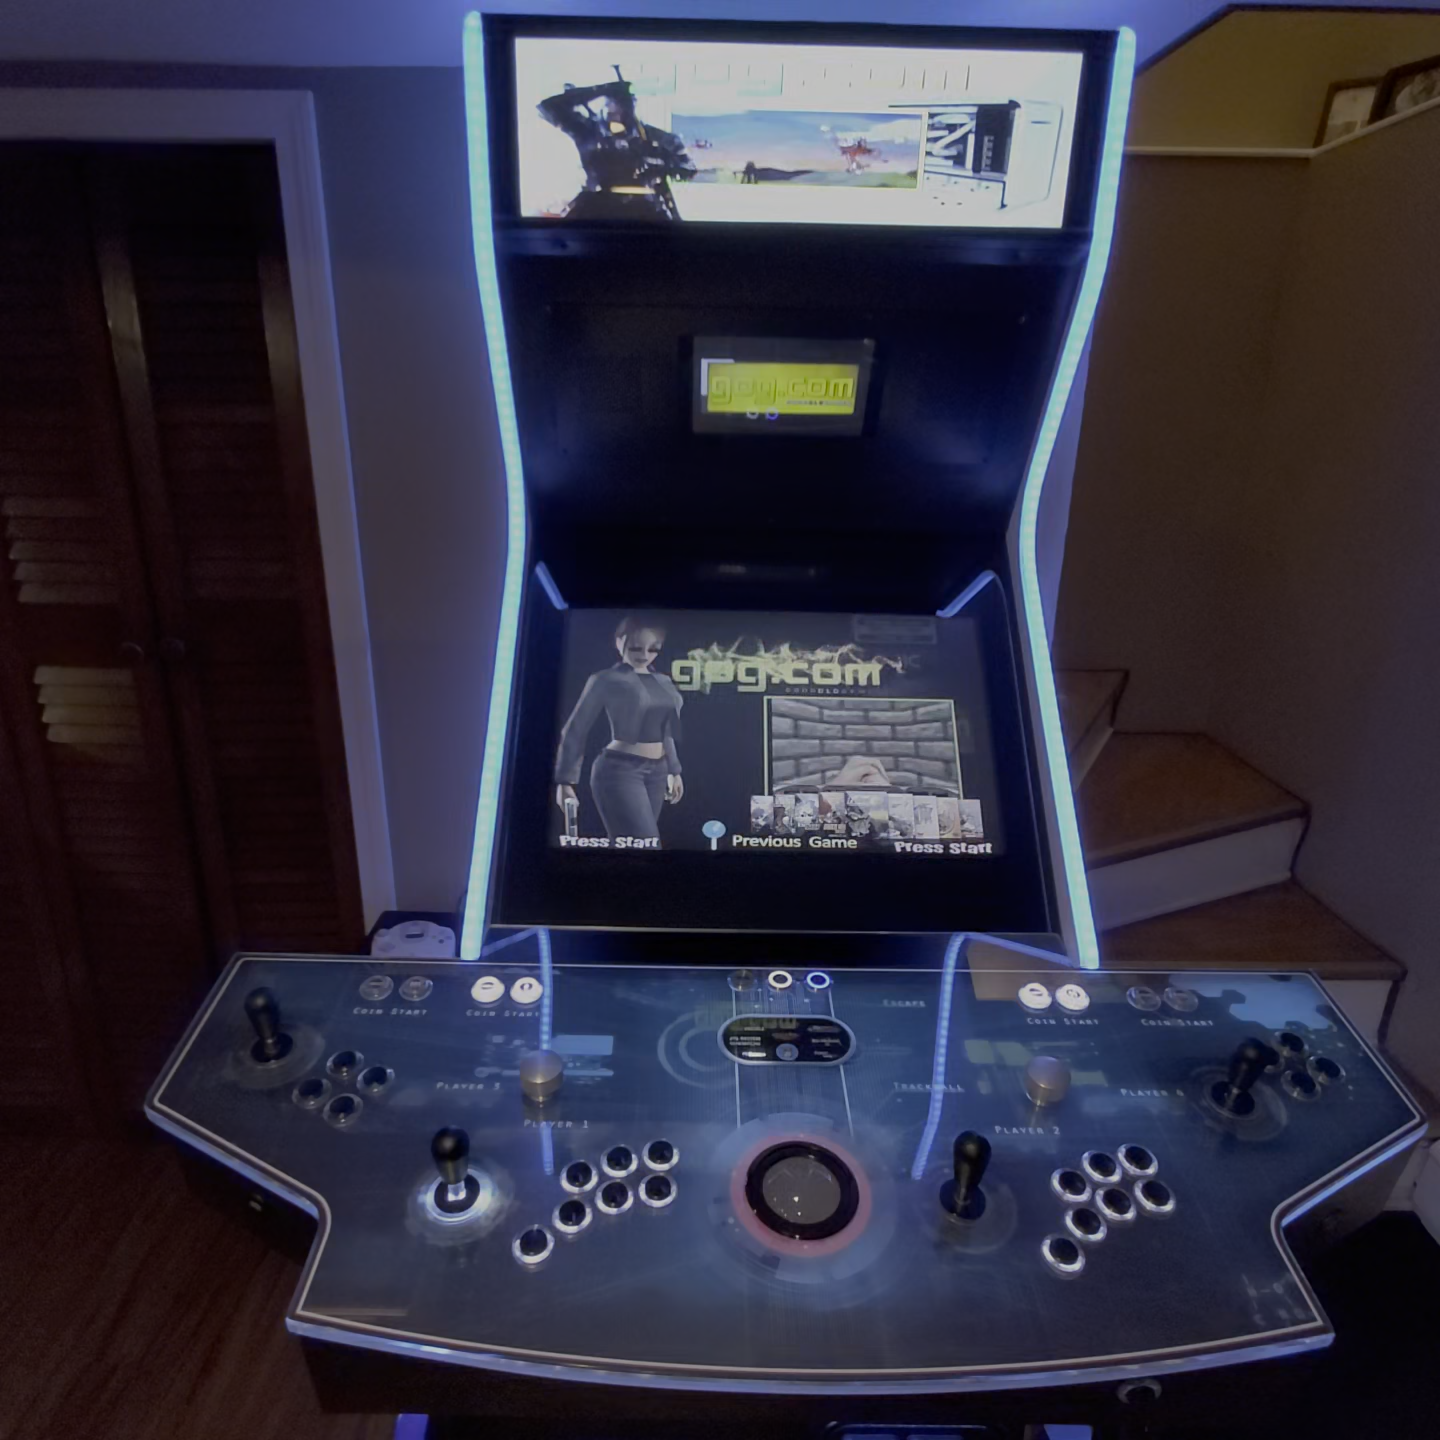 gog.com
gog.com
Press Start
Previous Game
Press Start
Coin Start
Coin Start
Escape
Coin Start
Coin Start
Player 3
Trackball
Player 4
Player 1
Player 2